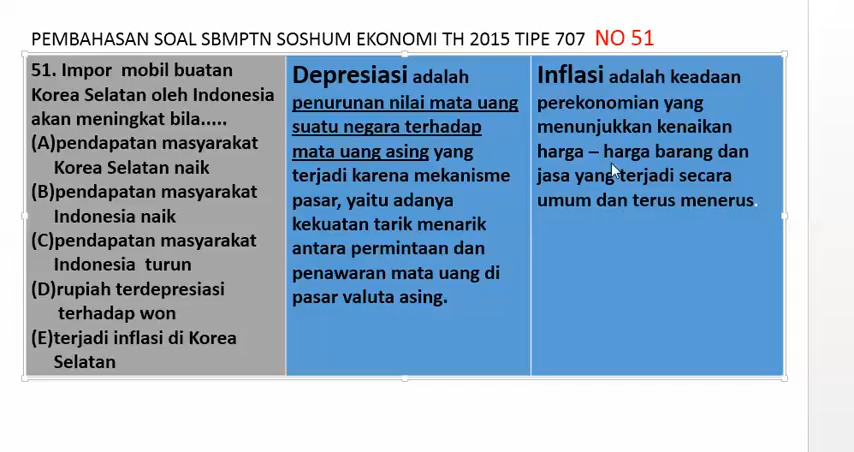 PEMBAHASAN SOAL SBMPTN SOSHUM EKONOMI TH 2015 TIPE 707 NO 51
51. Impor mobil buatan
Korea Selatan oleh Indonesia
akan meningkat bila.....
(A)pendapatan masyarakat
Korea Selatan naik
(B)pendapatan masyarakat
Indonesia naik
(C)pendapatan masyarakat
Indonesia turun
(D)rupiah terdepresiasi
terhadap won
(E)terjadi inflasi di Korea
Selatan
Depresiasi adalah
penurunan nilai mata uang
suatu negara terhadap
mata uang asing yang
terjadi karena mekanisme
pasar, yaitu adanya
kekuatan tarik menarik
antara permintaan dan
penawaran mata uang di
pasar valuta asing.
Inflasi adalah keadaan
perekonomian yang
menunjukkan kenaikan
harga – harga barang dan
jasa yang terjadi secara
umum dan terus menerus.